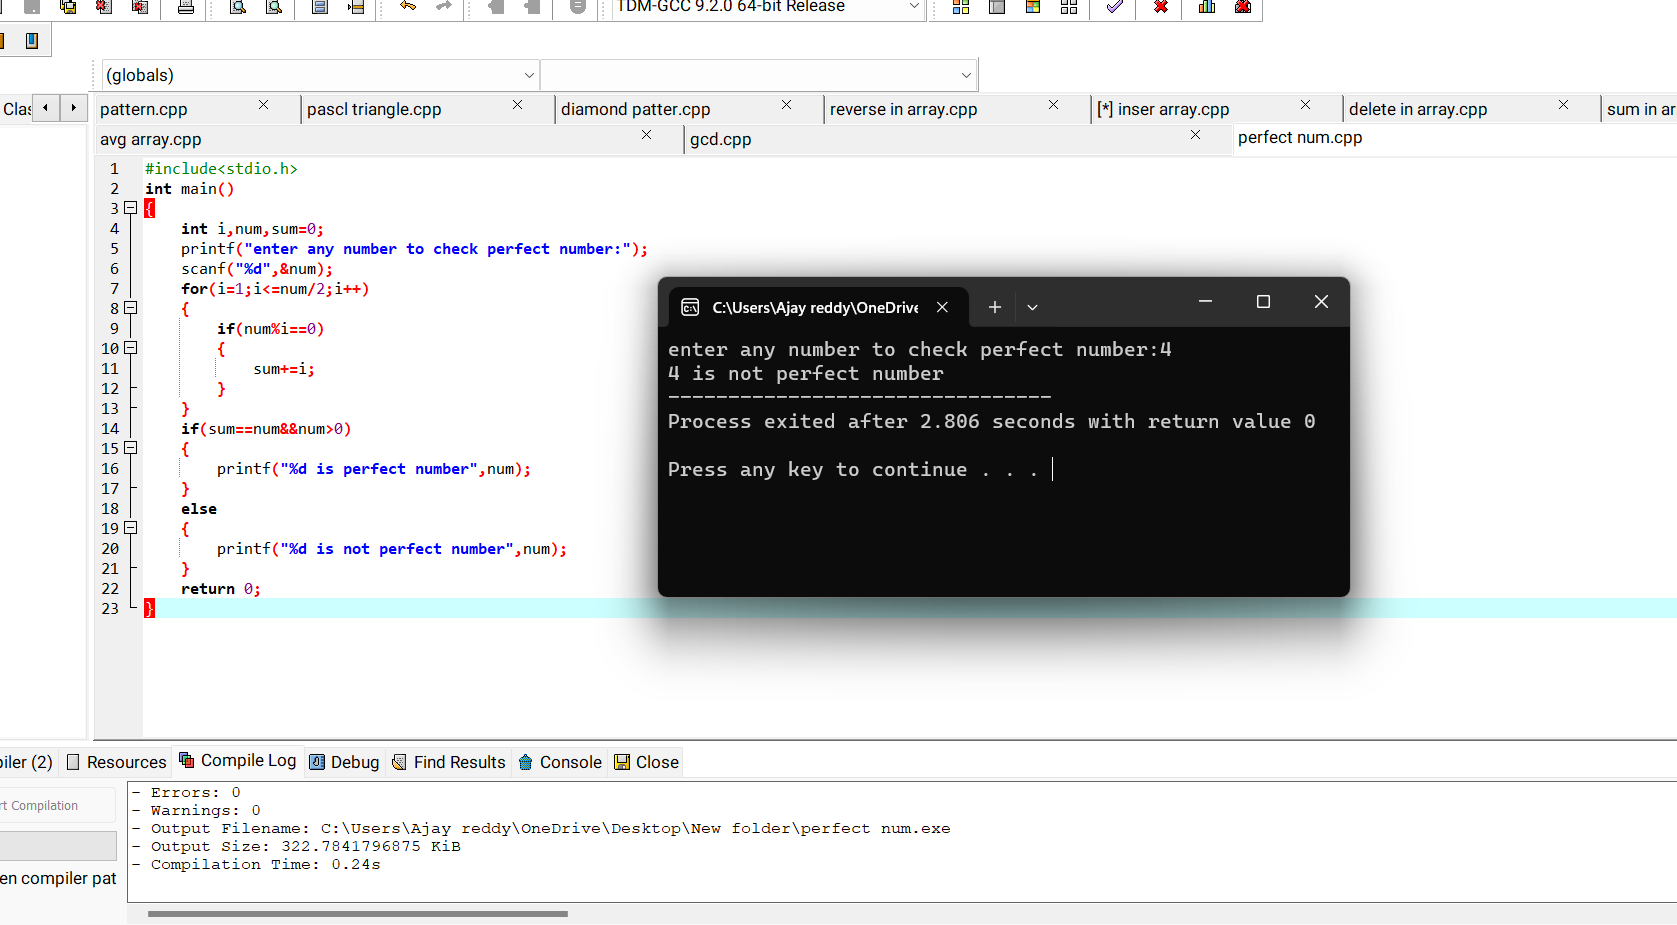 TDM-GCC 9.2.0 64-bit Release
(globals)
Clas
pattern.cpp
pascl triangle.cpp
diamond patter.cpp
reverse in array.cpp
[*] inser array.cpp
delete in array.cpp
sum in ar
avg array.cpp
gcd.cpp
perfect num.cpp
1 #include<stdio.h>
2 int main()
3 {
4 int i,num,sum=0;
5 printf("enter any number to check perfect number:");
6 scanf("%d",&num);
7 for(i=1;i<=num/2;i++)
8 {
9 if(num%i==0)
10 {
11 sum+=i;
12 }
13 }
14 if(sum==num&&num>0)
15 {
16 printf("%d is perfect number",num);
17 }
18 else
19 {
20 printf("%d is not perfect number",num);
21 }
22 return 0;
23 }
C:\Users\Ajay reddy\OneDrive
enter any number to check perfect number:4
4 is not perfect number
--------------------------------
Process exited after 2.806 seconds with return value 0
Press any key to continue . . .
piler (2)
Resources
Compile Log
Debug
Find Results
Console
Close
rt Compilation
en compiler pat
- Errors: 0
- Warnings: 0
- Output Filename: C:\Users\Ajay reddy\OneDrive\Desktop\New folder\perfect num.exe
- Output Size: 322.7841796875 KiB
- Compilation Time: 0.24s